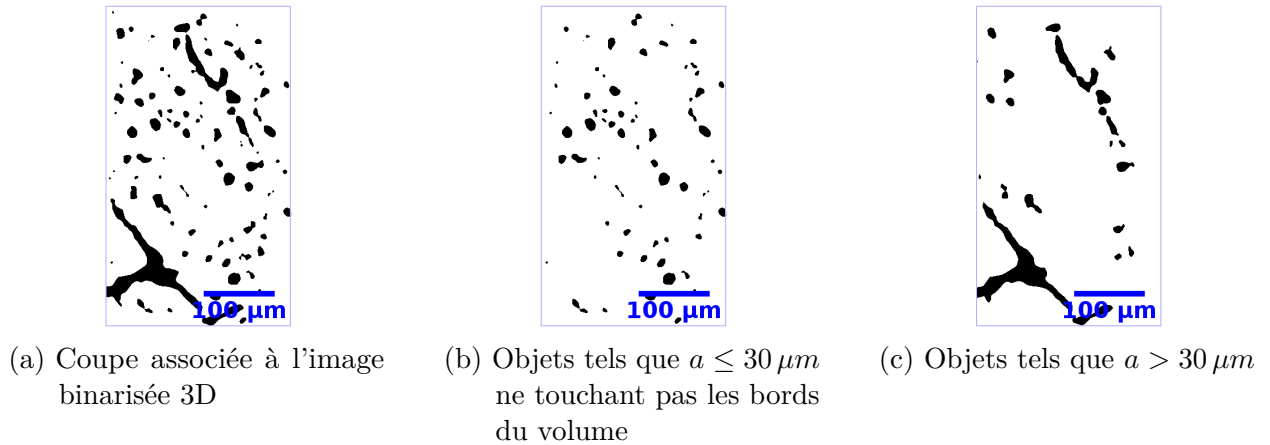 100 µm
100 µm
100 µm
(a) Coupe associée à l'image
binarisée 3D
(b) Objets tels que a ≤ 30 µm
ne touchant pas les bords
du volume
(c) Objets tels que a > 30 µm